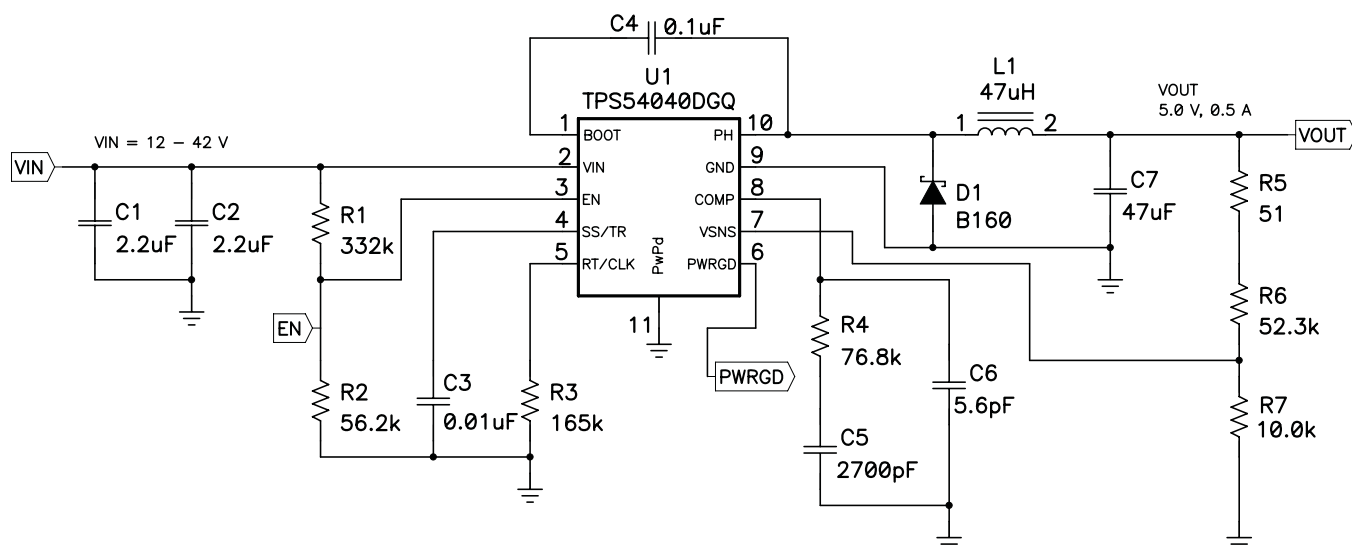 C4
0.1uF
U1
TPS54040DGQ
L1
47uH
VOUT
5.0 V, 0.5 A
VIN = 12 – 42 V
1
BOOT
PH
10
1
2
VOUT
VIN
2
VIN
GND
9
3
EN
COMP
8
4
SS/TR
VSNS
7
5
RT/CLK
PWRGD
6
PwPd
11
C1
2.2uF
C2
2.2uF
R1
332k
D1
B160
C7
47uF
R5
51
EN
R6
52.3k
R4
76.8k
PWRGD
R2
56.2k
C3
0.01uF
R3
165k
C6
5.6pF
C5
2700pF
R7
10.0k